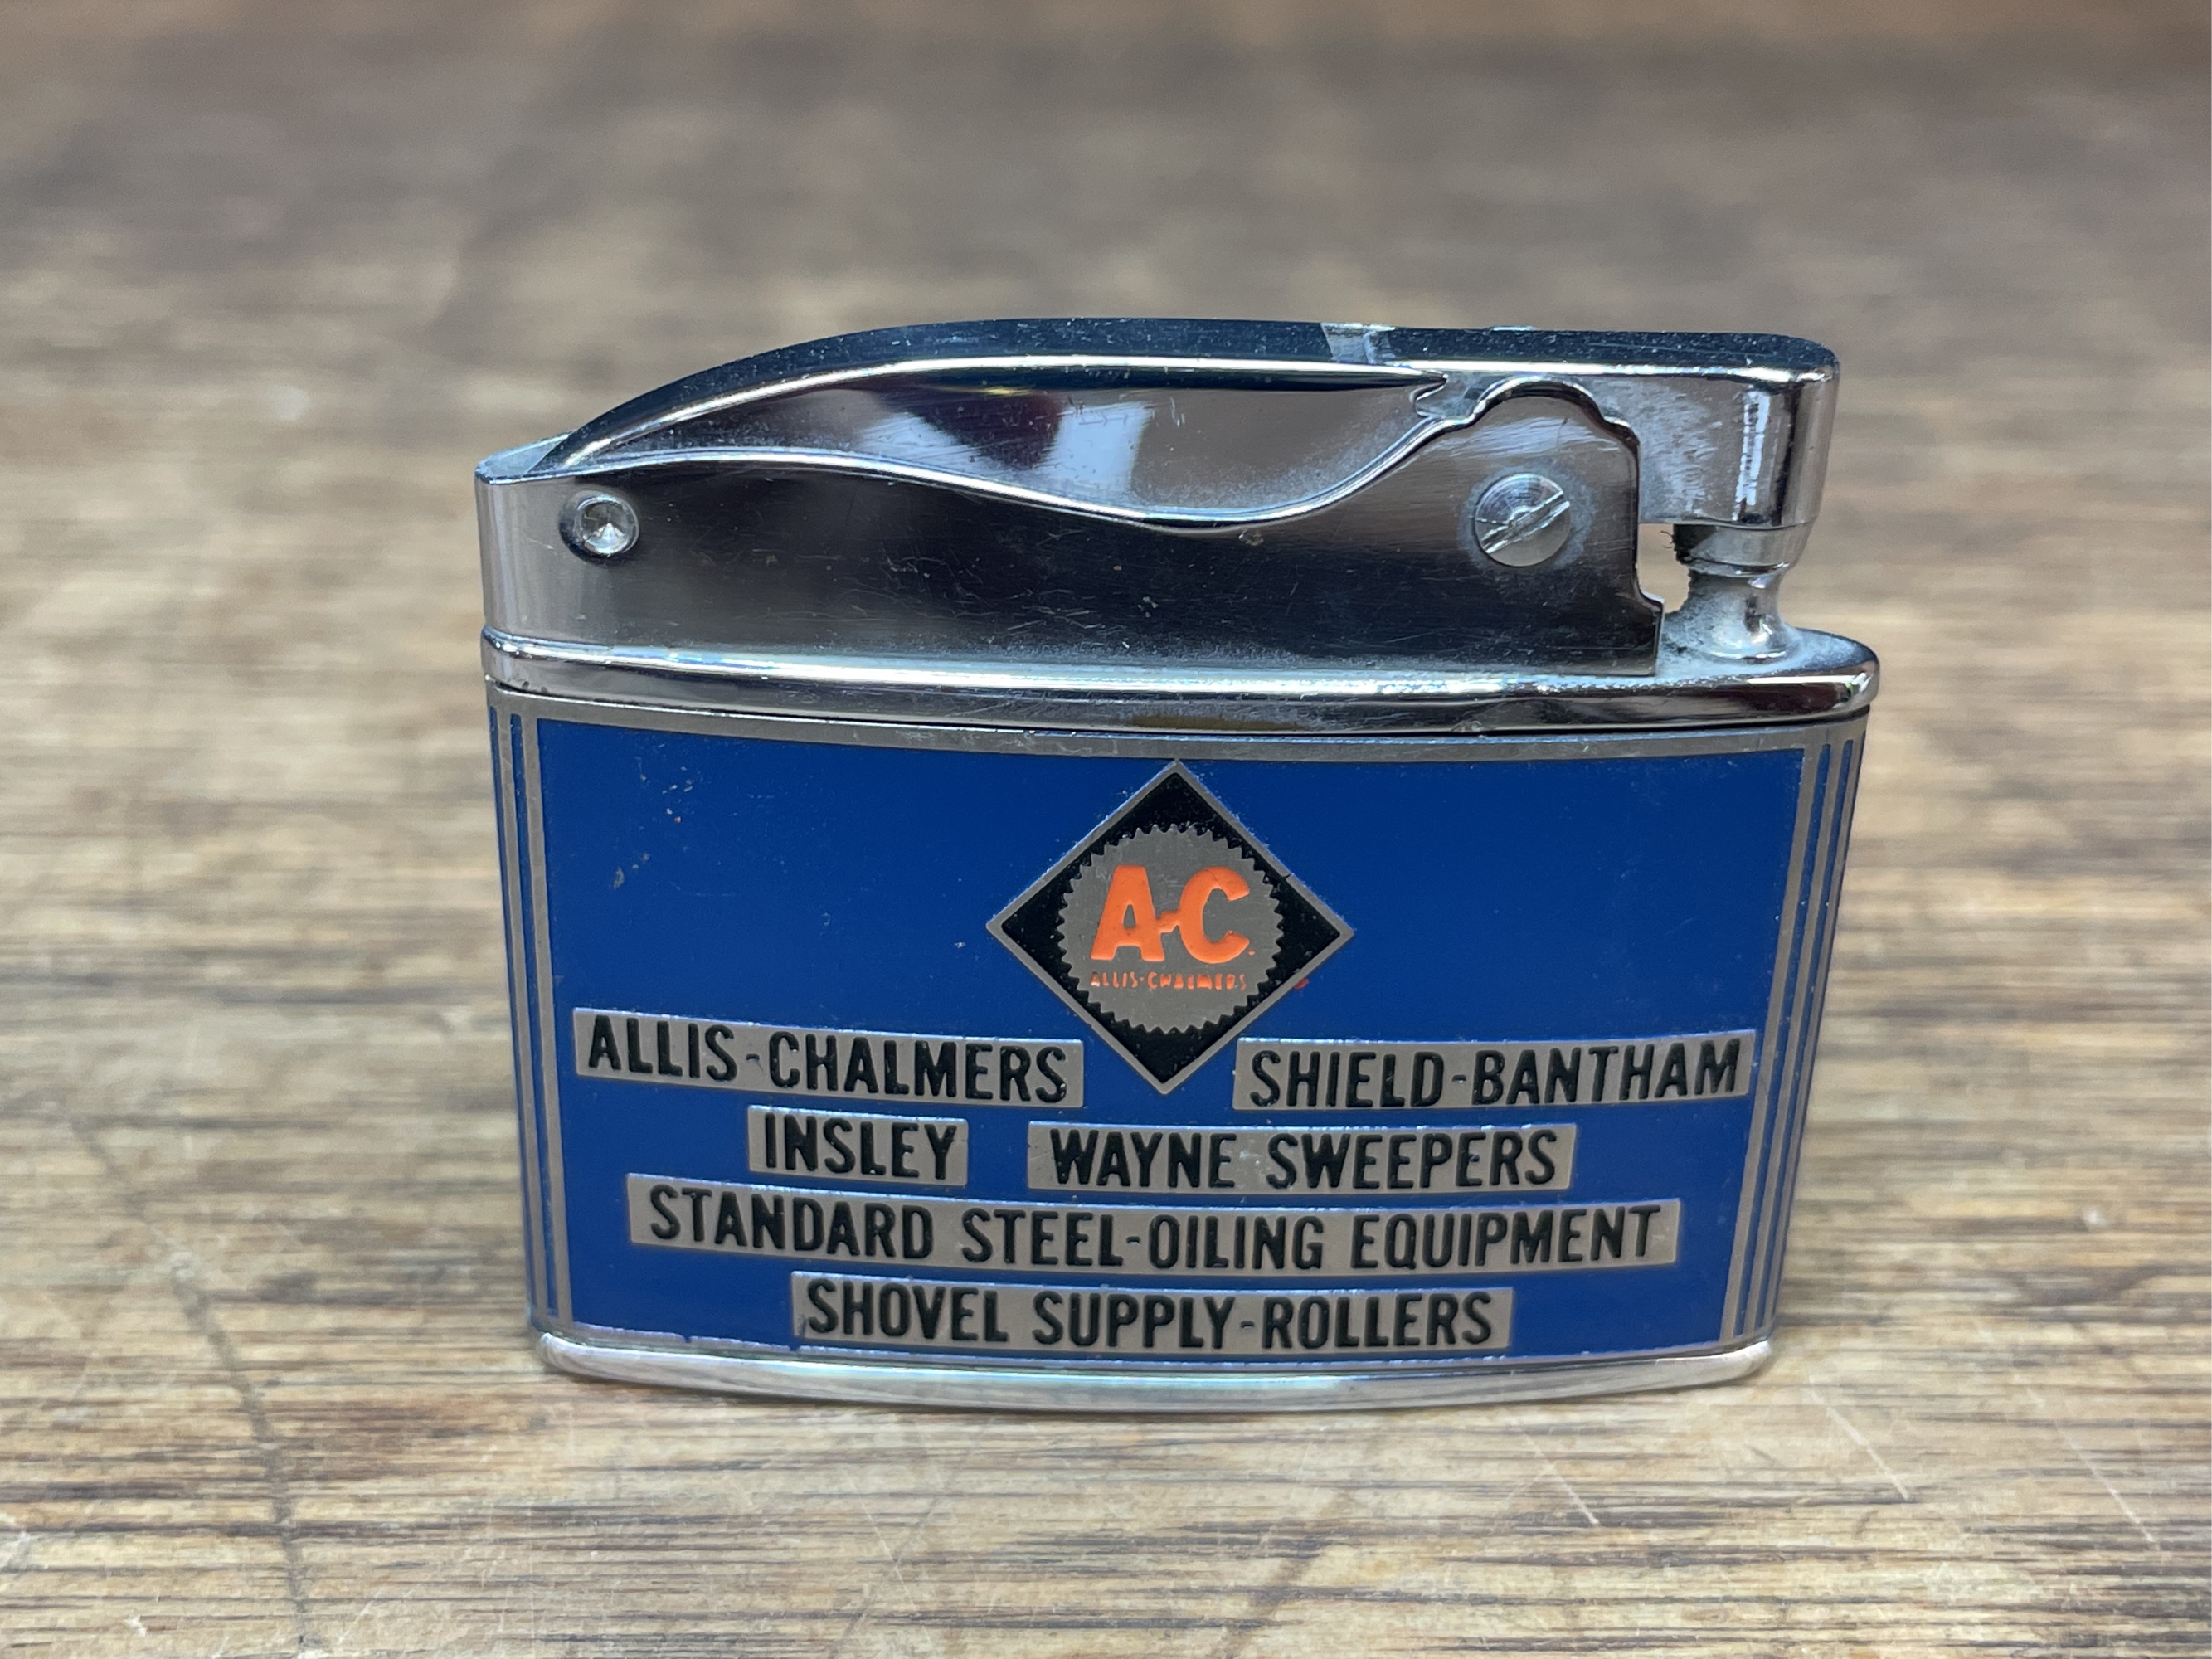 A-C
ALLIS-CHALMERS
ALLIS-CHALMERS SHIELD-BANTHAM
INSLEY WAYNE SWEEPERS
STANDARD STEEL-OILING EQUIPMENT
SHOVEL SUPPLY-ROLLERS